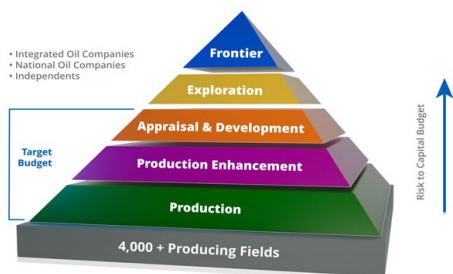 Frontier
• Integrated Oil Companies
• National Oil Companies
• Independents
Exploration
Appraisal & Development
Target
Budget
Production Enhancement
Production
4,000 + Producing Fields
Risk to Capital Budget